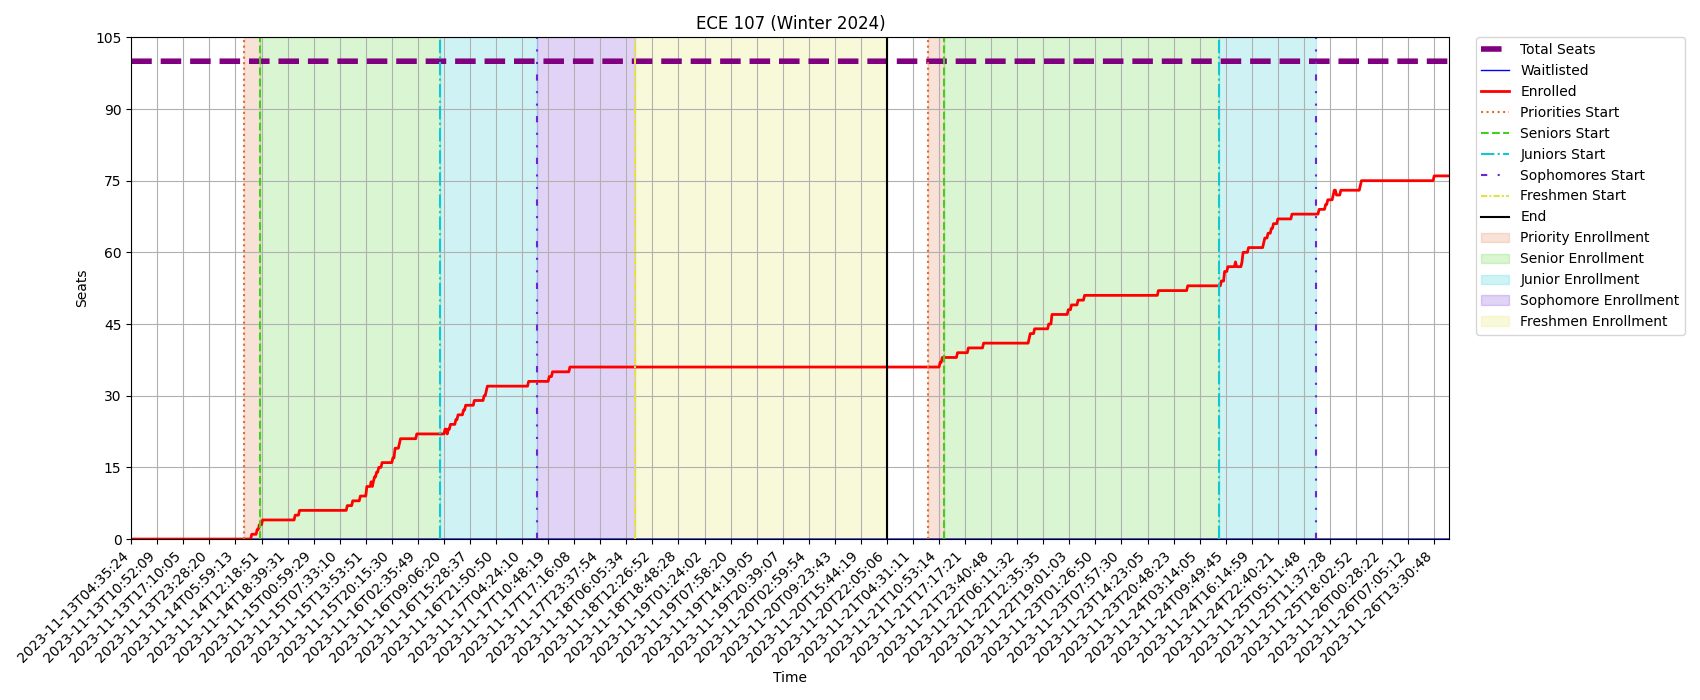 ECE 107 (Winter 2024)
105
90
75
60
45
30
15
0
Seats
2023-11-13T04:35:24
2023-11-13T10:52:09
2023-11-13T17:10:05
2023-11-13T23:28:20
2023-11-14T05:59:13
2023-11-14T12:18:51
2023-11-14T18:39:31
2023-11-15T00:59:29
2023-11-15T07:33:10
2023-11-15T13:53:51
2023-11-15T20:15:30
2023-11-16T02:35:49
2023-11-16T09:06:20
2023-11-16T15:28:37
2023-11-16T21:50:50
2023-11-17T04:24:10
2023-11-17T10:48:19
2023-11-17T17:16:08
2023-11-17T23:37:54
2023-11-18T06:05:34
2023-11-18T12:26:52
2023-11-18T18:48:28
2023-11-19T01:24:02
2023-11-19T07:58:20
2023-11-19T14:19:05
2023-11-19T20:39:07
2023-11-20T02:59:54
2023-11-20T09:23:43
2023-11-20T15:44:19
2023-11-20T22:05:06
2023-11-21T04:31:11
2023-11-21T10:53:14
2023-11-21T17:17:21
2023-11-21T23:40:48
2023-11-22T06:11:32
2023-11-22T12:35:35
2023-11-22T19:01:03
2023-11-23T01:26:50
2023-11-23T07:57:30
2023-11-23T14:23:05
2023-11-23T20:48:23
2023-11-24T03:14:05
2023-11-24T09:49:45
2023-11-24T16:14:59
2023-11-24T22:40:21
2023-11-25T05:11:48
2023-11-25T11:37:28
2023-11-25T18:02:52
2023-11-26T00:28:22
2023-11-26T07:05:12
2023-11-26T13:30:48
Time
Total Seats
Waitlisted
Enrolled
Priorities Start
Seniors Start
Juniors Start
Sophomores Start
Freshmen Start
End
Priority Enrollment
Senior Enrollment
Junior Enrollment
Sophomore Enrollment
Freshmen Enrollment